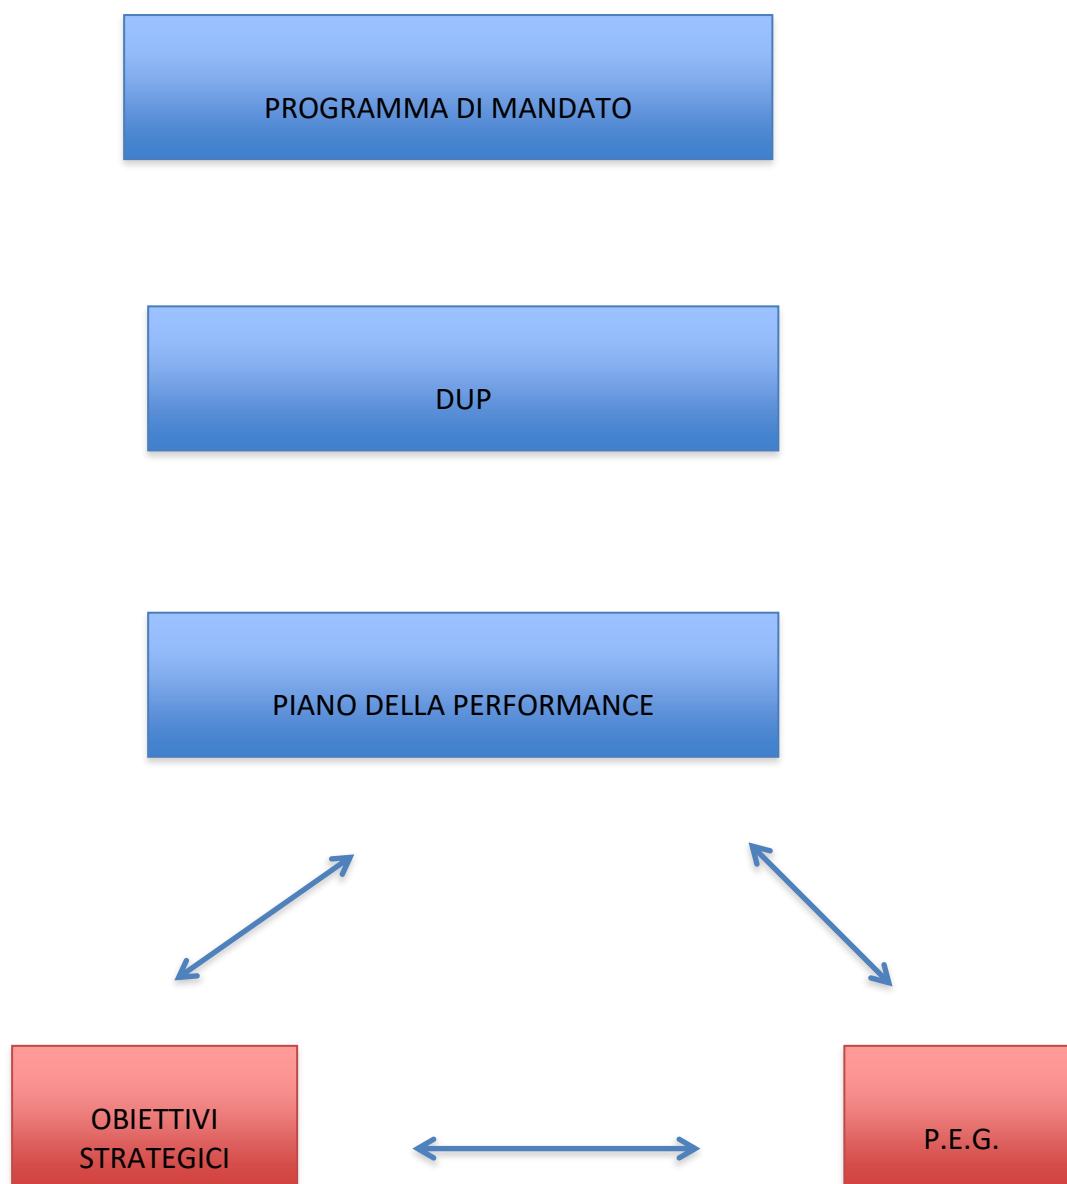 PROGRAMMA DI MANDATO
DUP
PIANO DELLA PERFORMANCE
OBIETTIVI
STRATEGICI
P.E.G.